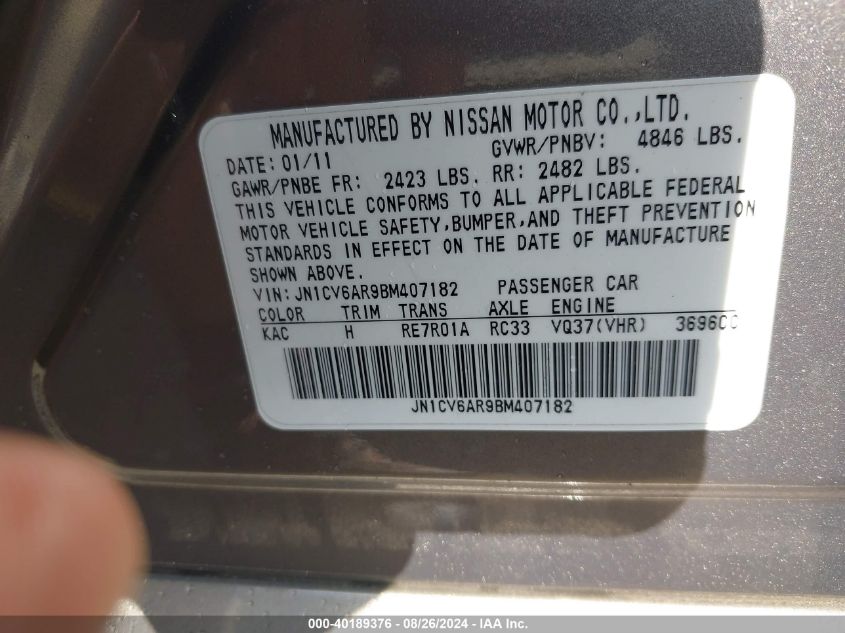 MANUFACTURED BY NISSAN MOTOR CO.,LTD.
DATE: 01/11 GVWR/PNBV: 4846 LBS.
GAWR/PNBE FR: 2423 LBS. RR: 2482 LBS.
THIS VEHICLE CONFORMS TO ALL APPLICABLE FEDERAL
MOTOR VEHICLE SAFETY,BUMPER,AND THEFT PREVENTION
STANDARDS IN EFFECT ON THE DATE OF MANUFACTURE
SHOWN ABOVE.
VIN:JN1CV6AR9BM407182 PASSENGER CAR
COLOR TRIM TRANS AXLE ENGINE
KAC H RE7R01A RC33 VQ37(VHR) 3696CC
JN1CV6AR9BM407182
000-40189376 - 08/26/2024 - Copyright © IAA, Inc.